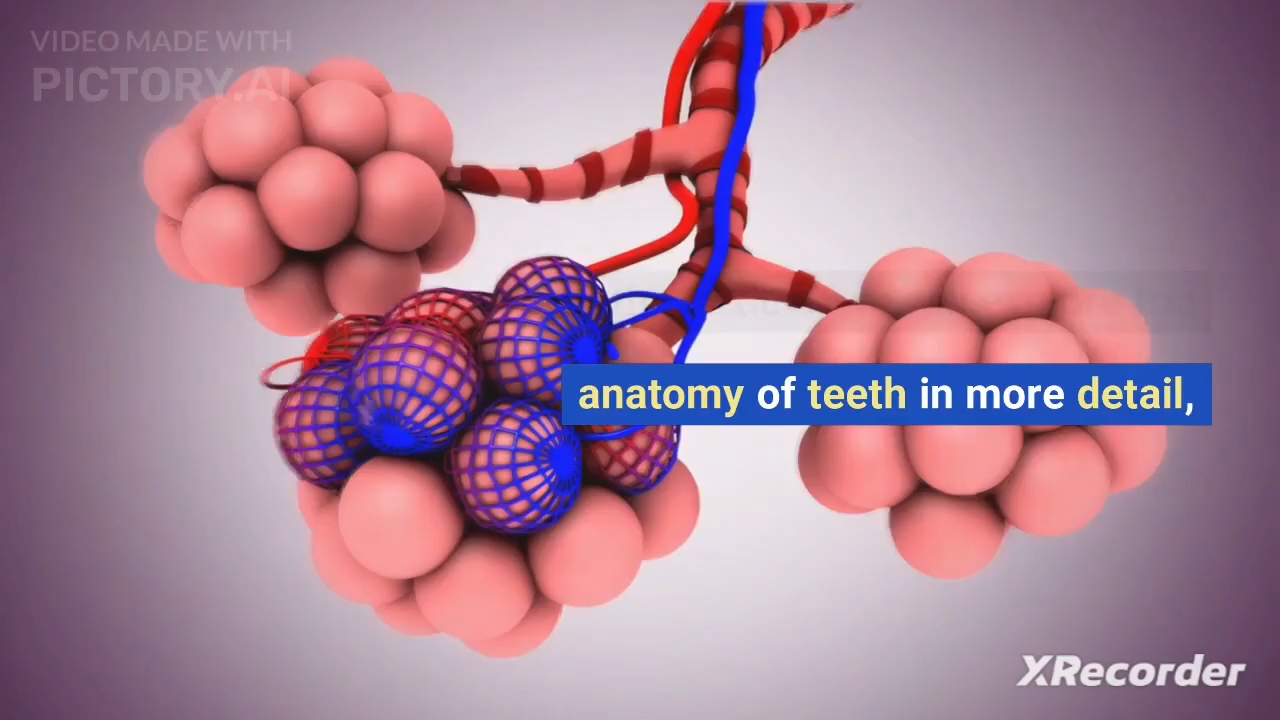 VIDEO MADE WITH
PICTORY.AI
anatomy of teeth in more detail,
XRecorder